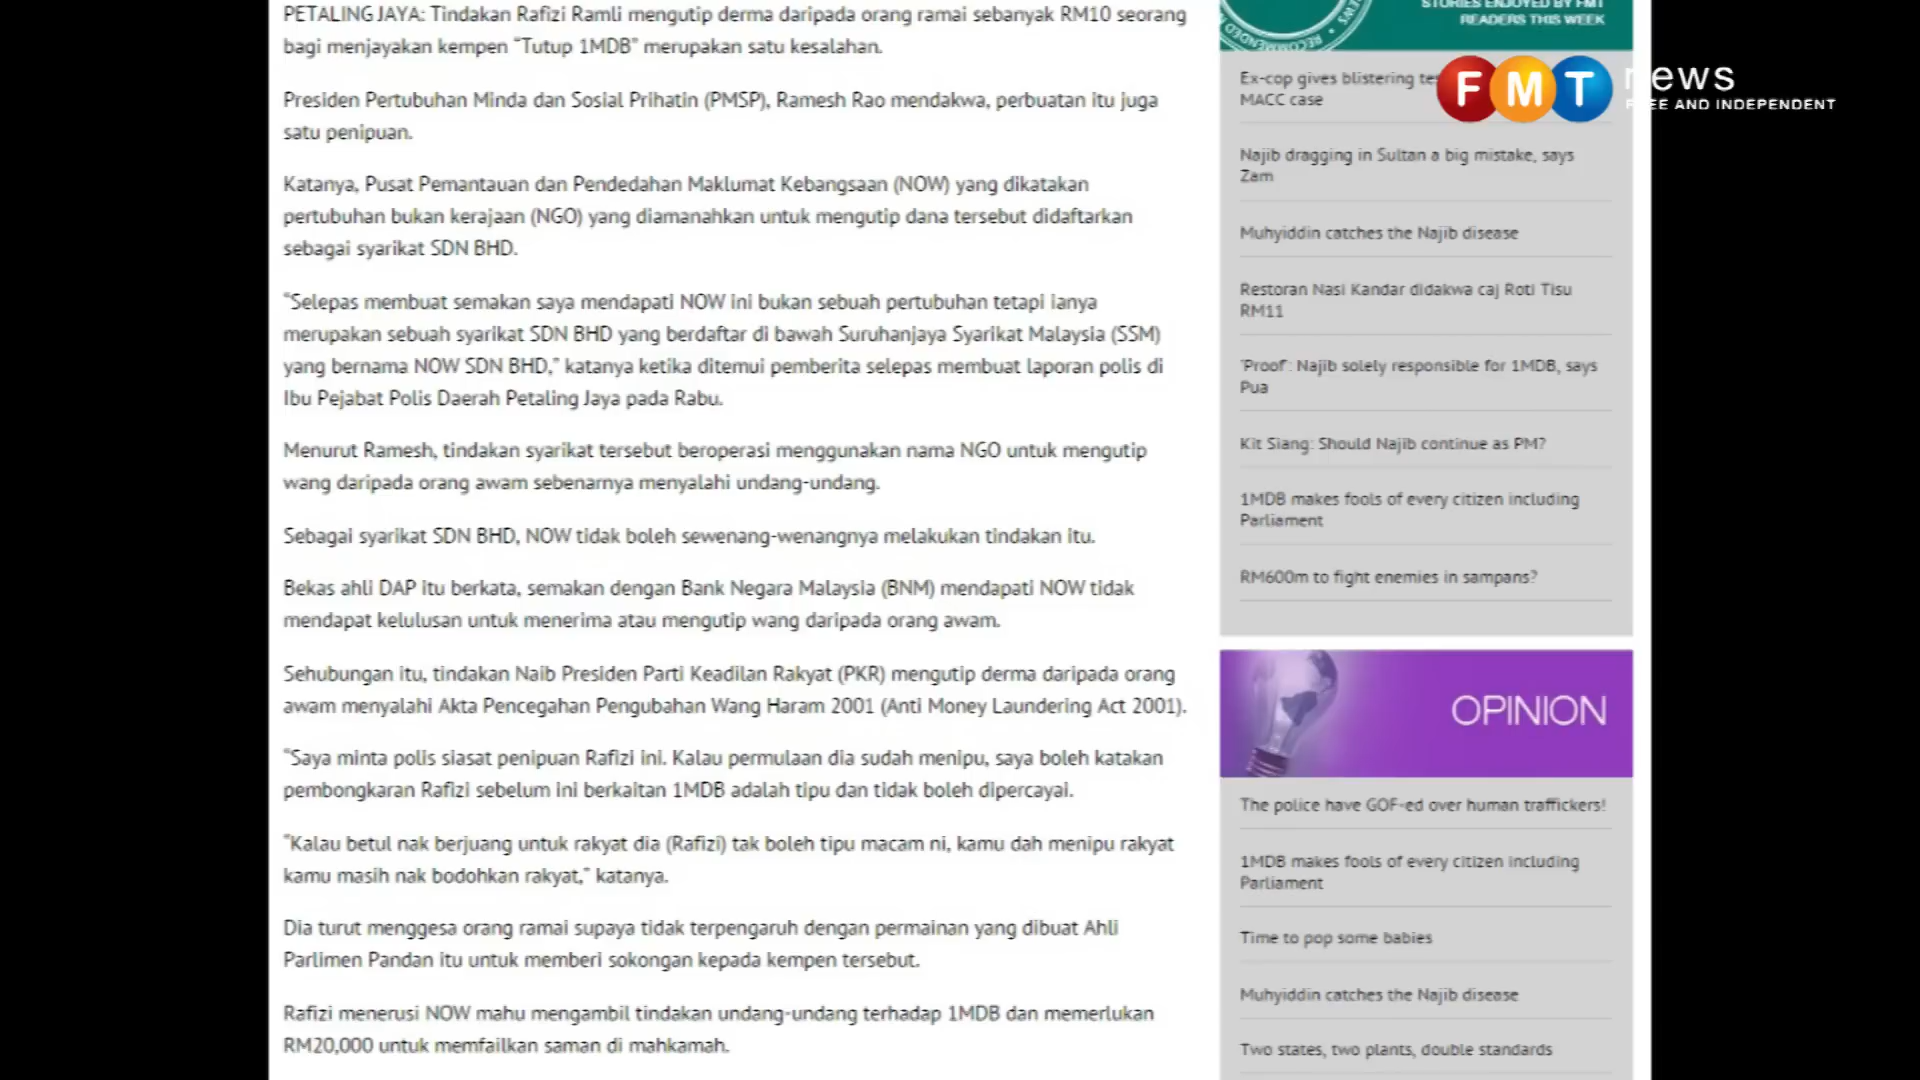 PETALING JAYA: Tindakan Rafizi Ramli mengutip derma daripada orang ramai sebanyak RM10 seorang
bagi menjayakan kempen “Tutup 1MDB” merupakan satu kesalahan.
Presiden Pertubuhan Minda dan Sosial Prihatin (PMSP), Ramesh Rao mendakwa, perbuatan itu juga
satu penipuan.
Katanya, Pusat Pemantauan dan Pendedahan Maklumat Kebangsaan (NOW) yang dikatakan
pertubuhan bukan kerajaan (NGO) yang diamanahkan untuk mengutip dana tersebut didaftarkan
sebagai syarikat SDN BHD.
“Selepas membuat semakan saya mendapati NOW ini bukan sebuah pertubuhan tetapi ianya
merupakan sebuah syarikat SDN BHD yang berdaftar di bawah Suruhanjaya Syarikat Malaysia (SSM)
yang bernama NOW SDN BHD,” katanya ketika ditemui pemberita selepas membuat laporan polis di
Ibu Pejabat Polis Daerah Petaling Jaya pada Rabu.
Menurut Ramesh, tindakan syarikat tersebut beroperasi menggunakan nama NGO untuk mengutip
wang daripada orang awam sebenarnya menyalahi undang-undang.
Sebagai syarikat SDN BHD, NOW tidak boleh sewenang-wenangnya melakukan tindakan itu.
Bekas ahli DAP itu berkata, semakan dengan Bank Negara Malaysia (BNM) mendapati NOW tidak
mendapat kelulusan untuk menerima atau mengutip wang daripada orang awam.
Sehubungan itu, tindakan Naib Presiden Parti Keadilan Rakyat (PKR) mengutip derma daripada orang
awam menyalahi Akta Pencegahan Pengubahan Wang Haram 2001 (Anti Money Laundering Act 2001).
“Saya minta polis siasat penipuan Rafizi ini. Kalau permulaan dia sudah menipu, saya boleh katakan
pembongkaran Rafizi sebelum ini berkaitan 1MDB adalah tipu dan tidak boleh dipercayai.
“Kalau betul nak berjuang untuk rakyat dia (Rafizi) tak boleh tipu macam ni, kamu dah menipu rakyat
kamu masih nak bodohkan rakyat,” katanya.
Dia turut menggesa orang ramai supaya tidak terpengaruh dengan permainan yang dibuat Ahli
Parlimen Pandan itu untuk memberi sokongan kepada kempen tersebut.
Rafizi menerusi NOW mahu mengambil tindakan undang-undang terhadap 1MDB dan memerlukan
RM20,000 untuk memfailkan saman di mahkamah.
STORIES ENJOYED BY FMT
READERS THIS WEEK
NEWS • RECOMMENDED
FMT news
FREE AND INDEPENDENT
Ex-cop gives blistering
MACC case
Najib dragging in Sultan a big mistake, says
Zam
Muhyiddin catches the Najib disease
Restoran Nasi Kandar didakwa caj Roti Tisu
RM11
‘Proof’: Najib solely responsible for 1MDB, says
Pua
Kit Siang: Should Najib continue as PM?
1MDB makes fools of every citizen including
Parliament
RM600m to fight enemies in sampans?
OPINION
The police have GOF-ed over human traffickers!
1MDB makes fools of every citizen including
Parliament
Time to pop some babies
Muhyiddin catches the Najib disease
Two states, two plants, double standards